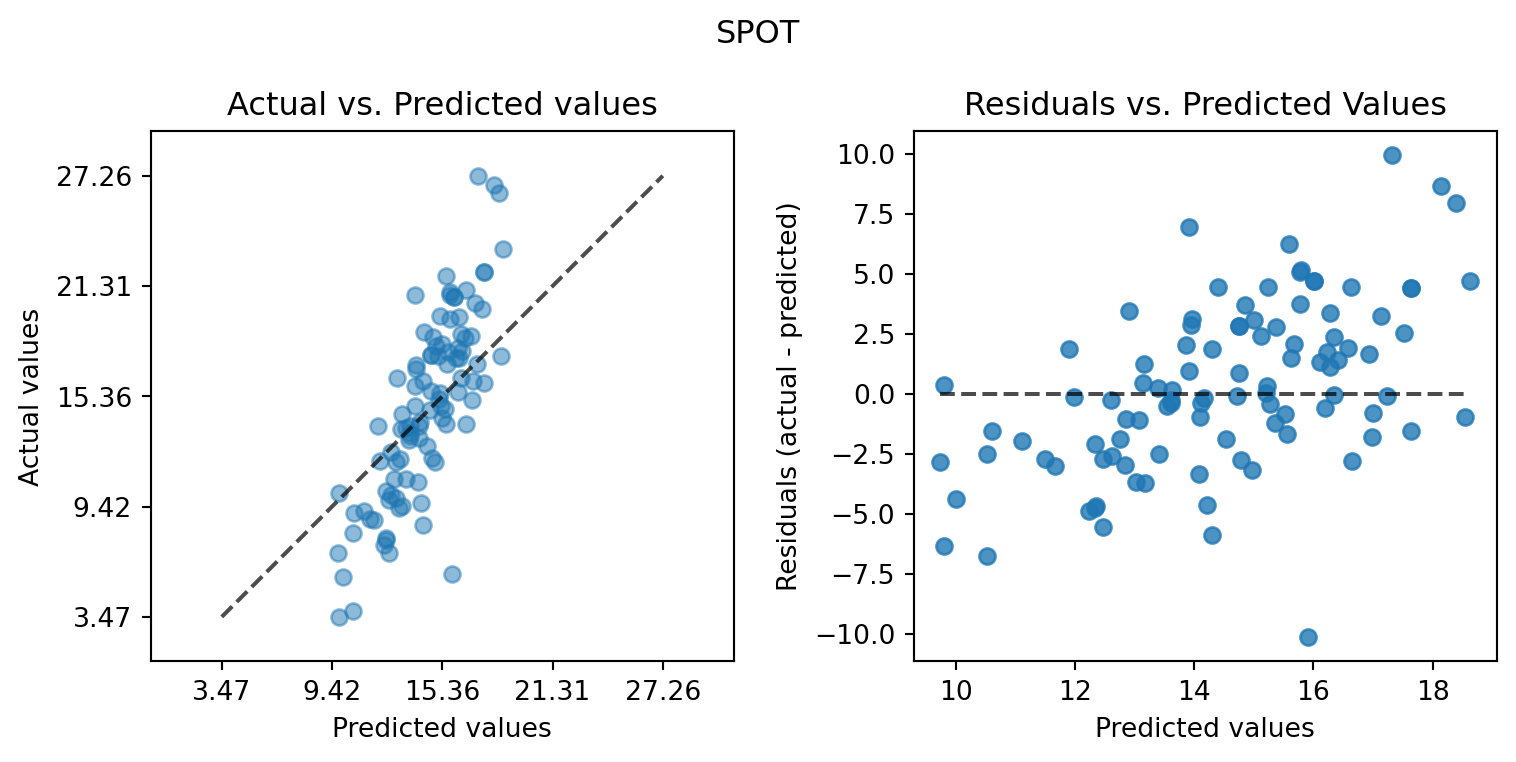 SPOT
Actual vs. Predicted values
27.26
21.31
15.36
9.42
3.47
Actual values
3.47 9.42 15.36 21.31 27.26
Predicted values
Residuals vs. Predicted Values
10.0
7.5
5.0
2.5
0.0
−2.5
−5.0
−7.5
−10.0
Residuals (actual - predicted)
10 12 14 16 18
Predicted values